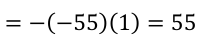 = −(−55)(1) = 55